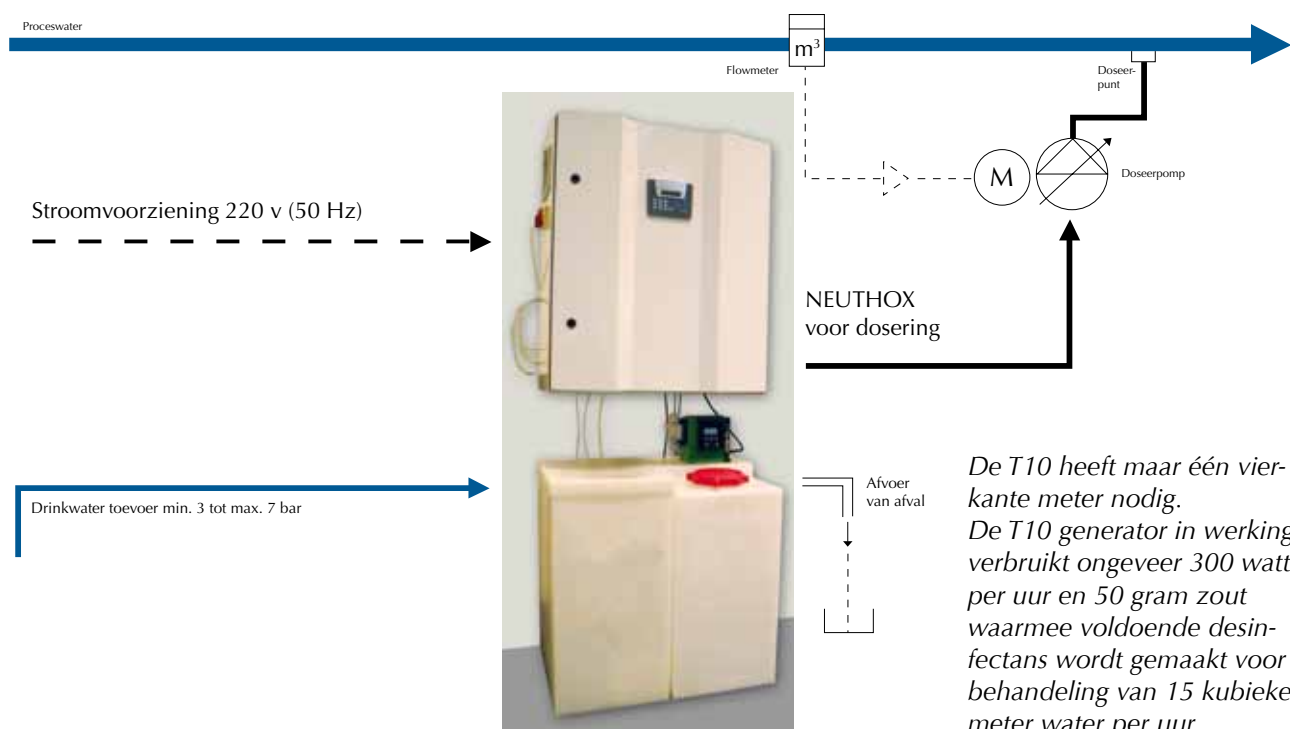 Proceswater
m³
Flowmeter
Doseer-
punt
M
Doseerpomp
Stroomvoorziening 220 v (50 Hz)
NEUTHOX
voor dosering
Drinkwater toevoer min. 3 tot max. 7 bar
Afvoer
van afval
De T10 heeft maar één vier-
kante meter nodig.
De T10 generator in werking
verbruikt ongeveer 300 watt
per uur en 50 gram zout
waarmee voldoende desin-
fectans wordt gemaakt voor
behandeling van 15 kubieke
meter water per uur